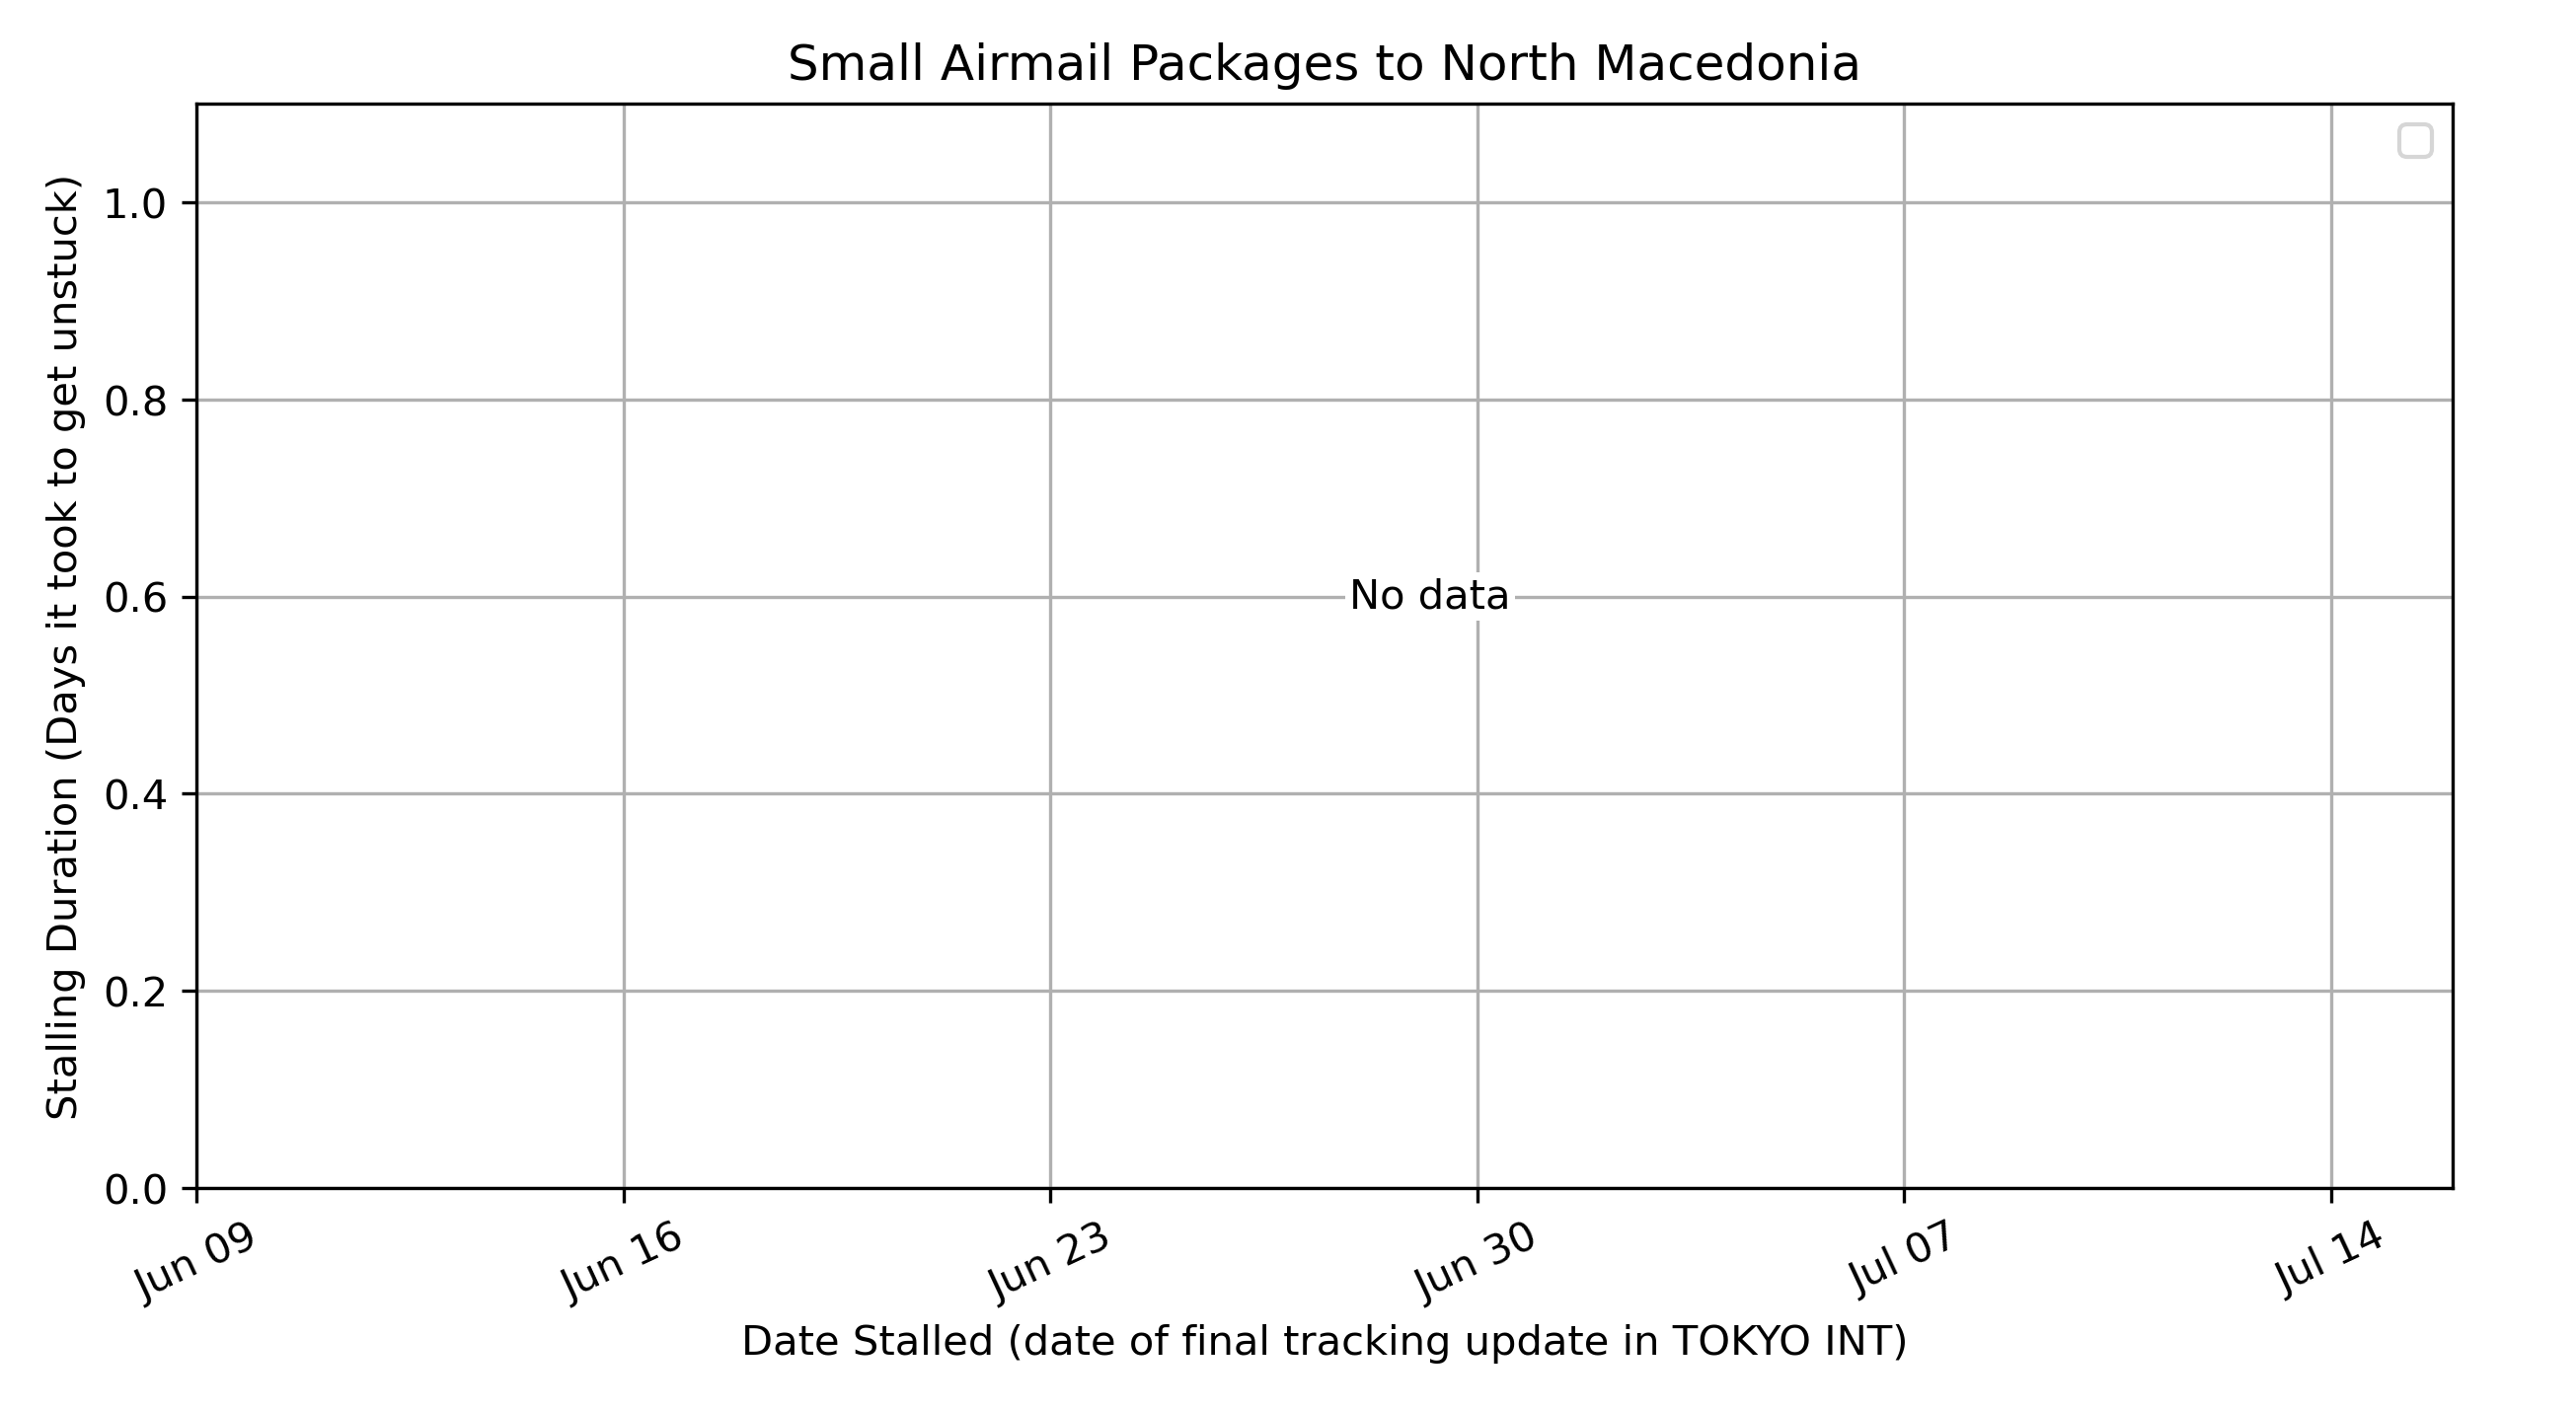 Small Airmail Packages to North Macedonia
Stalling Duration (Days it took to get unstuck)
1.0
0.8
0.6
0.4
0.2
0.0
No data
Jun 09
Jun 16
Jun 23
Jun 30
Jul 07
Jul 14
Date Stalled (date of final tracking update in TOKYO INT)